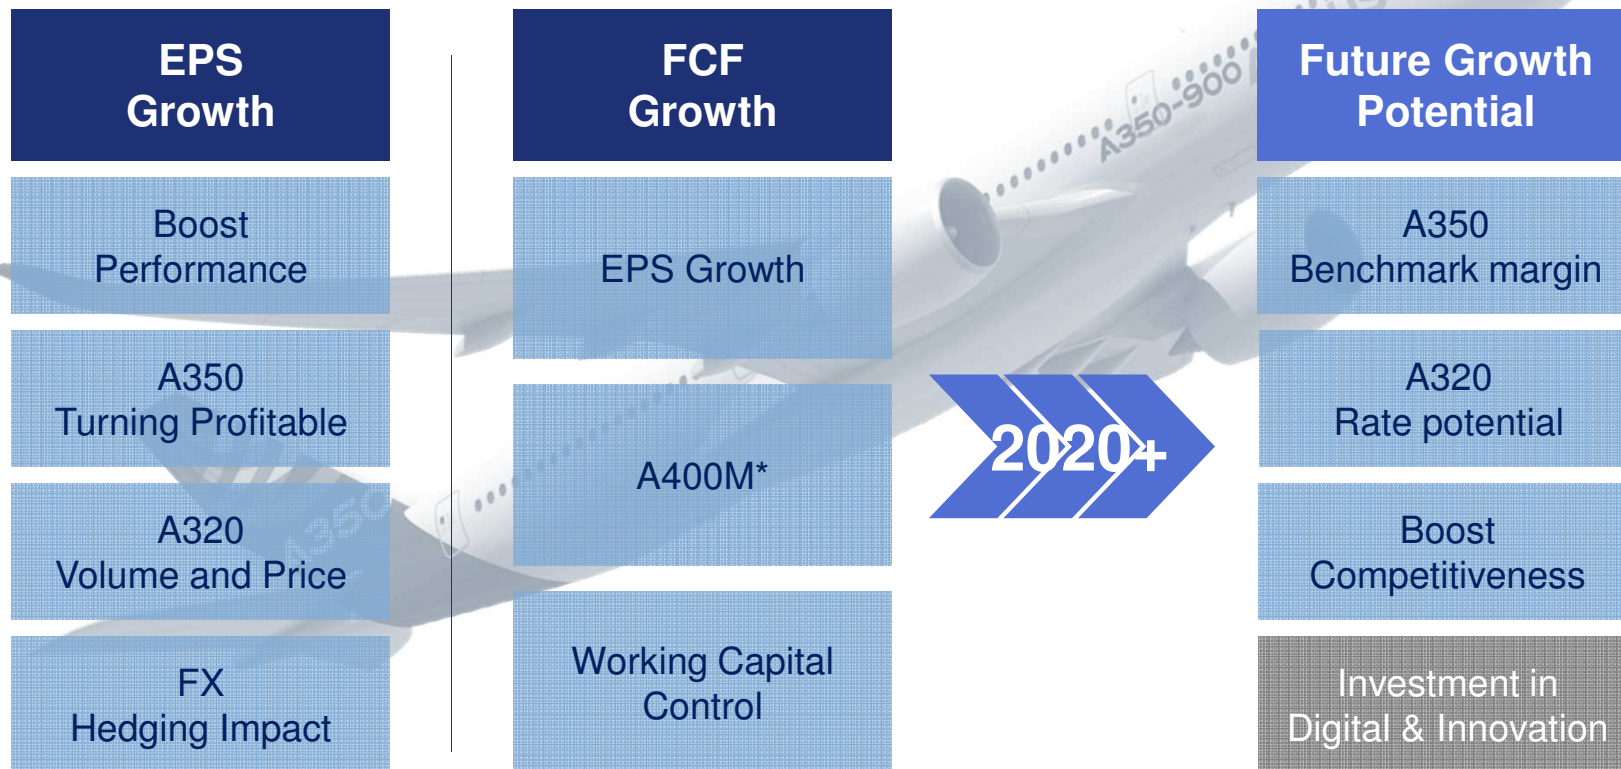 EPS
Growth
Boost
Performance
A350
Turning Profitable
A320
Volume and Price
FX
Hedging Impact
FCF
Growth
EPS Growth
A400M*
Working Capital
Control
2020+
Future Growth
Potential
A350
Benchmark margin
A320
Rate potential
Boost
Competitiveness
Investment in
Digital & Innovation
A350-900
A350